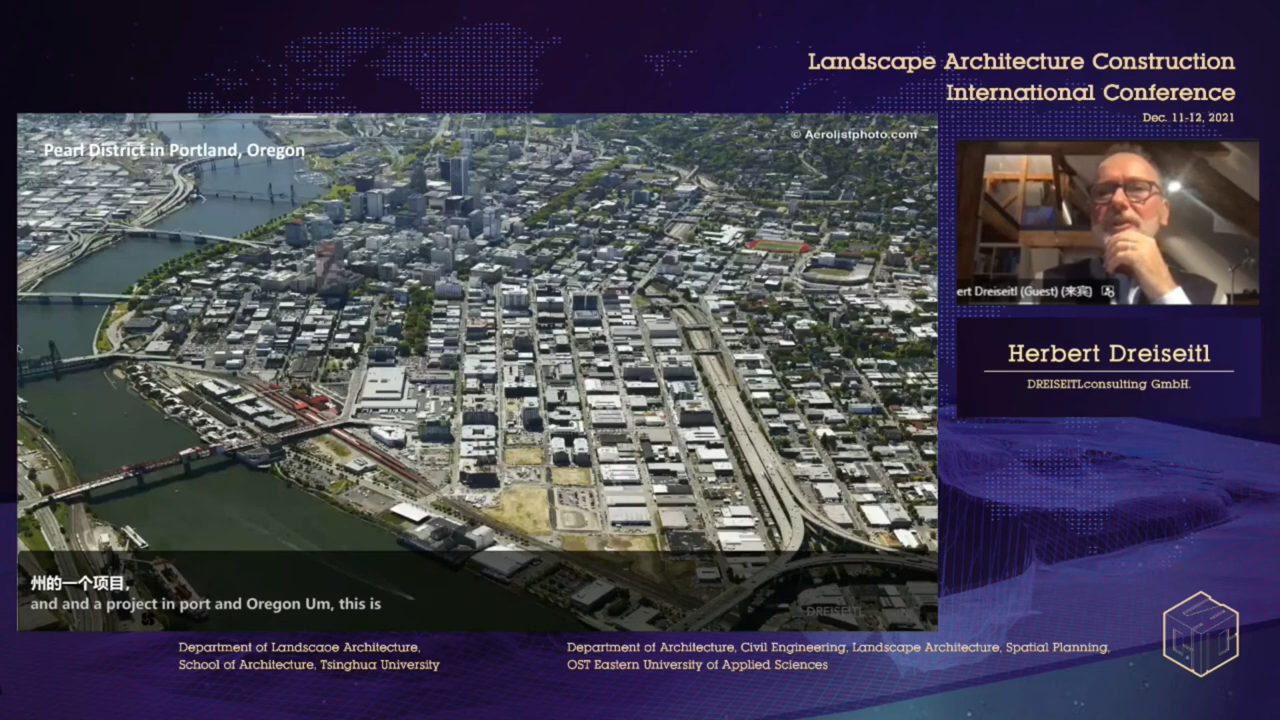 Landscape Architecture Construction
International Conference
Dec. 11-12, 2021
Pearl District in Portland, Oregon
© Aerolistphoto.com
ert Dreiseitl (Guest) (来宾)
Herbert Dreiseitl
DREISEITLconsulting GmbH.
州的一个项目,
and and a project in port and Oregon Um, this is
DREISEITL
Department of Landscape Architecture,
School of Architecture, Tsinghua University
Department of Architecture, Civil Engineering, Landscape Architecture, Spatial Planning,
OST Eastern University of Applied Sciences